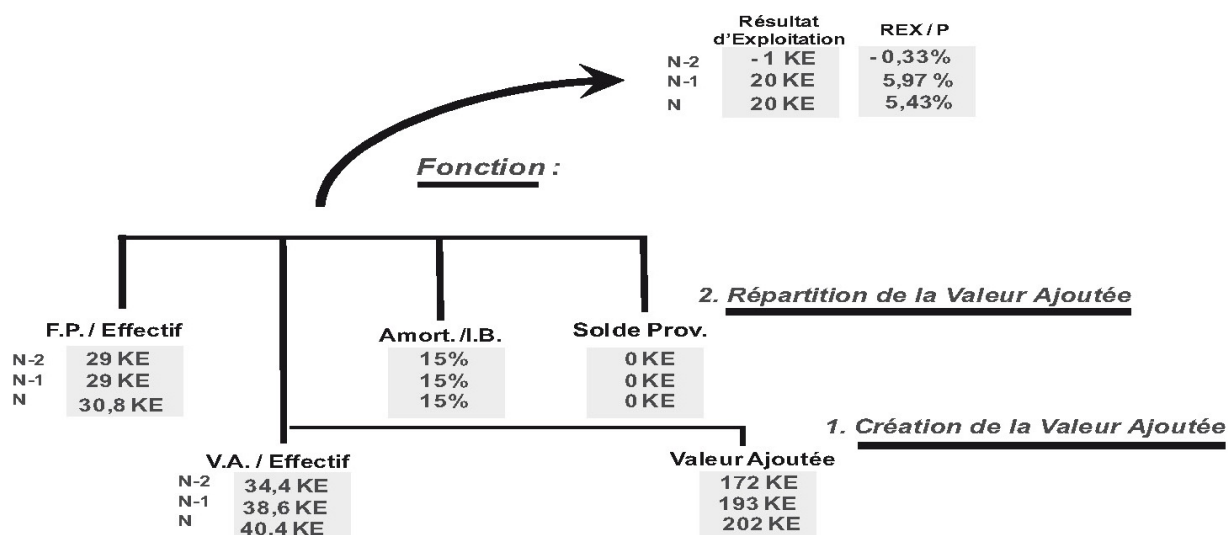 Résultat d'Exploitation REX / P
N-2 - 1 KE - 0,33%
N-1 20 KE 5,97 %
N 20 KE 5,43%
Fonction :
2. Répartition de la Valeur Ajoutée
F.P. / Effectif Amort. /I.B. Solde Prov.
N-2 29 KE 15% 0 KE
N-1 29 KE 15% 0 KE
N 30,8 KE 15% 0 KE
1. Création de la Valeur Ajoutée
V.A. / Effectif Valeur Ajoutée
N-2 34,4 KE 172 KE
N-1 38,6 KE 193 KE
N 40,4 KE 202 KE